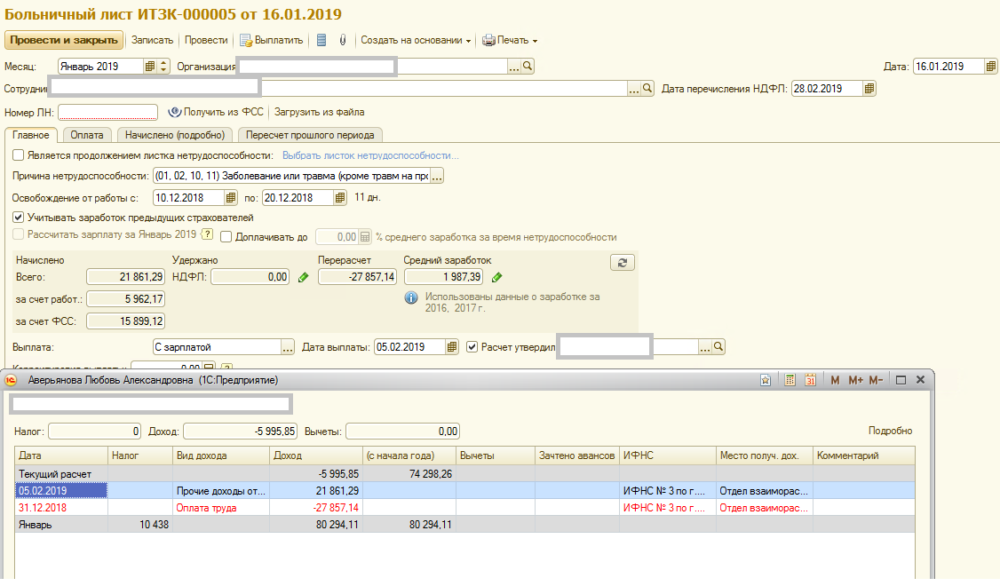 Больничный лист ИТЗК-000005 от 16.01.2019
Провести и закрыть Записать Провести Выплатить Создать на основании Печать
Месяц: Январь 2019 Организация ... Дата: 16.01.2019
Сотрудни ... Дата перечисления НДФЛ: 28.02.2019
Номер ЛН: Получить из ФСС Загрузить из файла
Главное Оплата Начислено (подробно) Пересчет прошлого периода
Является продолжением листка нетрудоспособности: Выбрать листок нетрудоспособности...
Причина нетрудоспособности: (01, 02, 10, 11) Заболевание или травма (кроме травм на прс ...
Освобождение от работы с: 10.12.2018 по: 20.12.2018 11 дн.
Учитывать заработок предыдущих страхователей
Рассчитать зарплату за Январь 2019 ? Доплачивать до 0,00 % среднего заработка за время нетрудоспособности
Начислено Удержано Перерасчет Средний заработок
Всего: 21 861,29 НДФЛ: 0,00 -27 857,14 1 987,39
за счет работ.: 5 962,17 Использованы данные о заработке за
2016, 2017 г.
за счет ФСС: 15 899,12
Выплата: С зарплатой ... Дата выплаты: 05.02.2019 Расчет утвердил ...
Корректировка выплаты: 0,00 ?
Аверьянова Любовь Александровна (1С:Предприятие) 31 M M+ M-
Налог: 0 Доход: -5 995,85 Вычеты: 0,00 Подробно
Дата Налог Вид дохода Доход (с начала года) Вычеты Зачтено авансов ИФНС Место получ. дох. Комментарий
Текущий расчет -5 995,85 74 298,26
05.02.2019 Прочие доходы от... 21 861,29 ИФНС № 3 по г.... Отдел взаиморас...
31.12.2018 Оплата труда -27 857,14 ИФНС № 3 по г.... Отдел взаиморас...
Январь 10 438 80 294,11 80 294,11